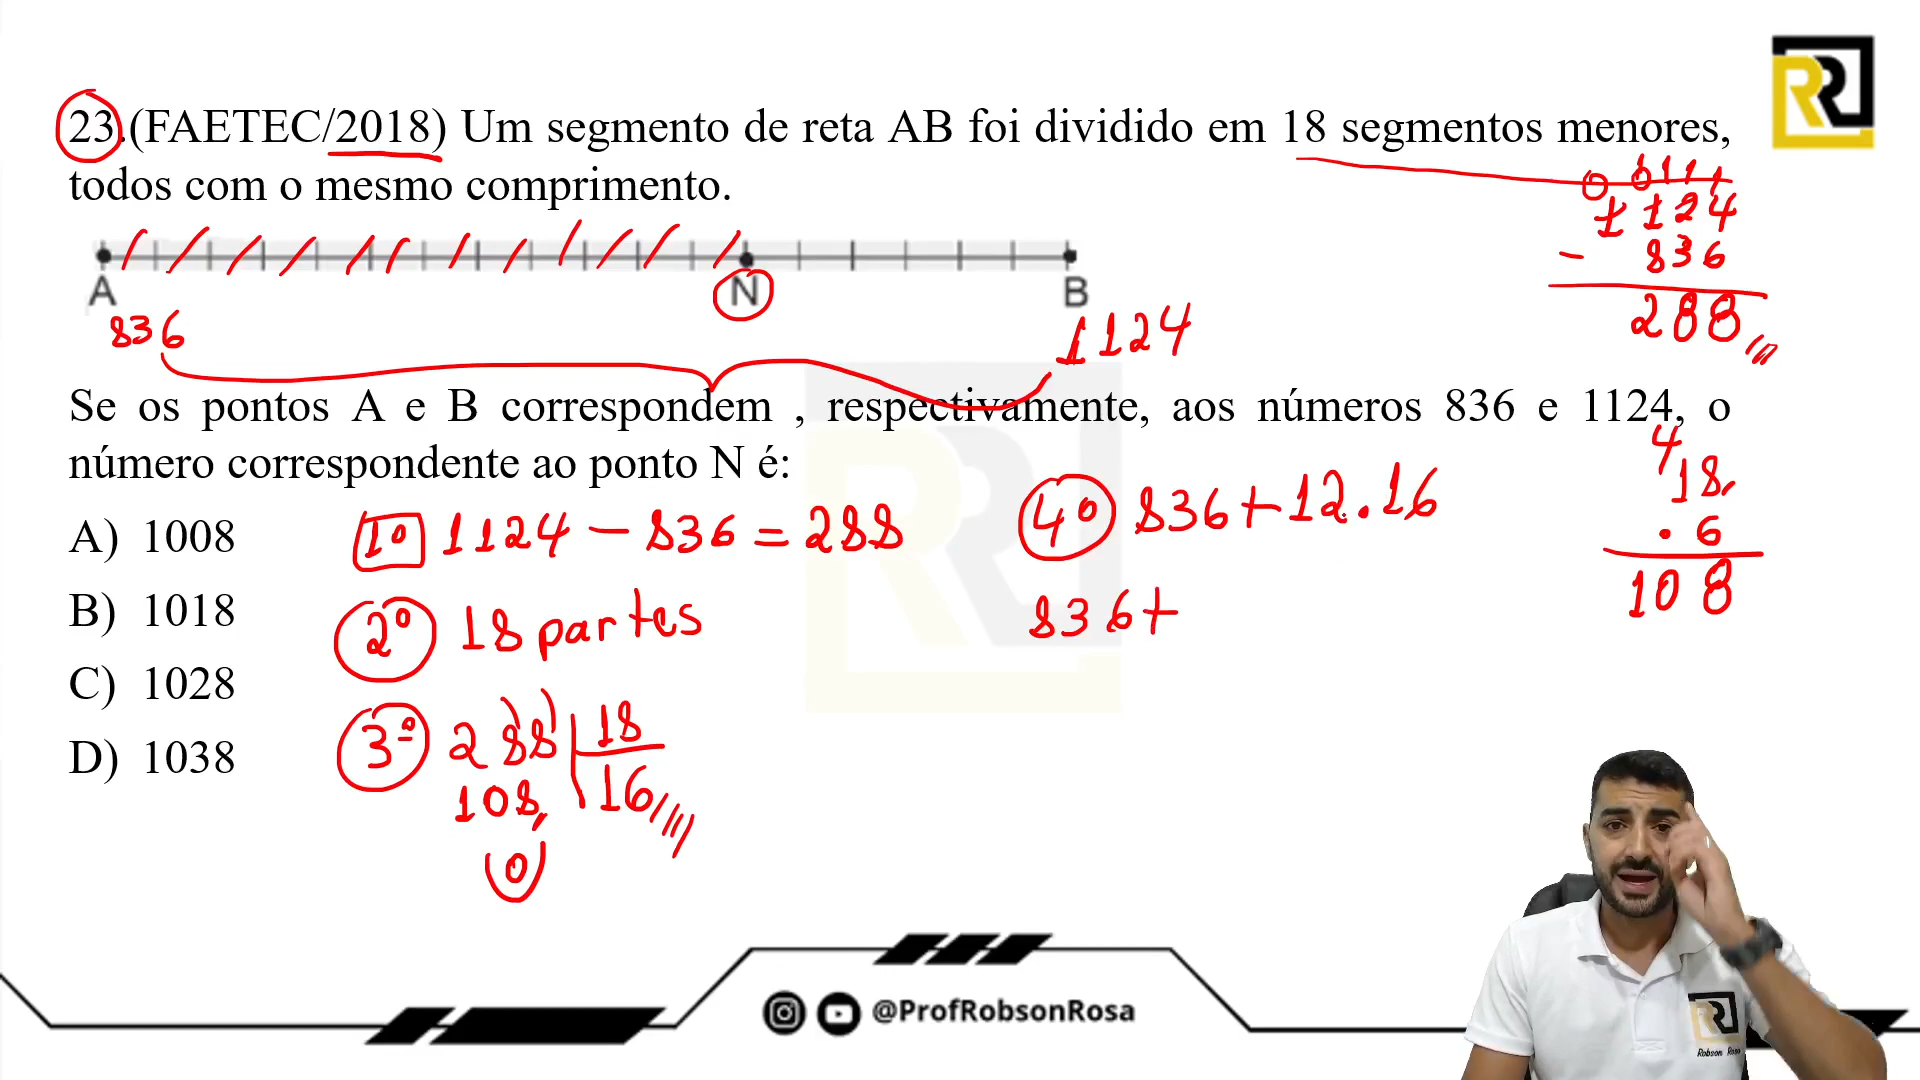 23.(FAETEC/2018) Um segmento de reta AB foi dividido em 18 segmentos menores,
todos com o mesmo comprimento.
A N B
836 1124
1124
- 836
288
Se os pontos A e B correspondem , respectivamente, aos números 836 e 1124, o
número correspondente ao ponto N é:
A) 1008
B) 1018
C) 1028
D) 1038
1º 1124 - 836 = 288
2º 18 partes
3º 288 18
108 16
0
4º 836+12.16
836+
4
18
. 6
108
@ProfRobsonRosa
Robson Rosa